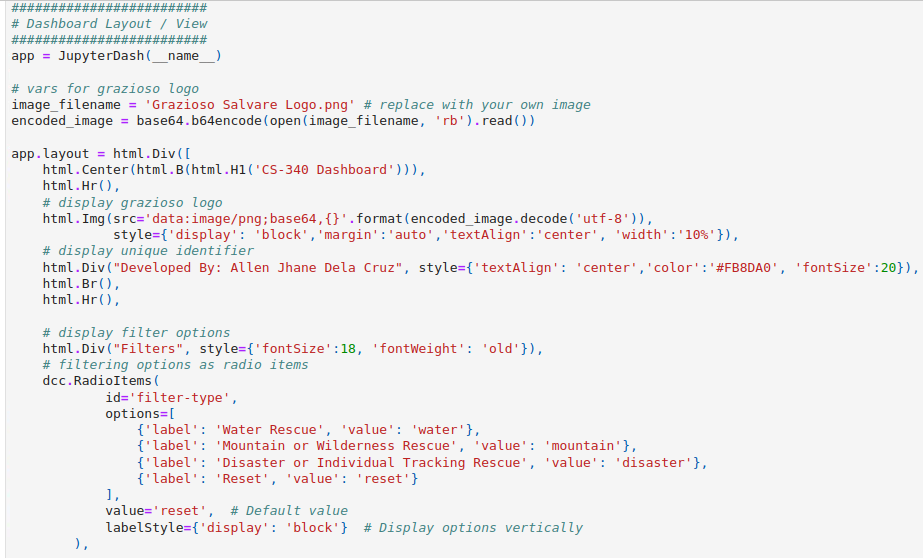 #########################
# Dashboard Layout / View
#########################
app = JupyterDash(__name__)

# vars for grazioso logo
image_filename = 'Grazioso Salvare Logo.png' # replace with your own image
encoded_image = base64.b64encode(open(image_filename, 'rb').read())

app.layout = html.Div([
    html.Center(html.B(html.H1('CS-340 Dashboard'))),
    html.Hr(),
    # display grazioso logo
    html.Img(src='data:image/png;base64,{}'.format(encoded_image.decode('utf-8')),
             style={'display': 'block','margin':'auto','textAlign':'center', 'width':'10%'}),
    # display unique identifier
    html.Div("Developed By: Allen Jhane Dela Cruz", style={'textAlign': 'center','color':'#FB8DA0', 'fontSize':20}),
    html.Br(),
    html.Hr(),

    # display filter options
    html.Div("Filters", style={'fontSize':18, 'fontWeight': 'old'}),
    # filtering options as radio items
    dcc.RadioItems(
            id='filter-type',
            options=[
                {'label': 'Water Rescue', 'value': 'water'},
                {'label': 'Mountain or Wilderness Rescue', 'value': 'mountain'},
                {'label': 'Disaster or Individual Tracking Rescue', 'value': 'disaster'},
                {'label': 'Reset', 'value': 'reset'}
            ],
            value='reset',  # Default value
            labelStyle={'display': 'block'}  # Display options vertically
        ),